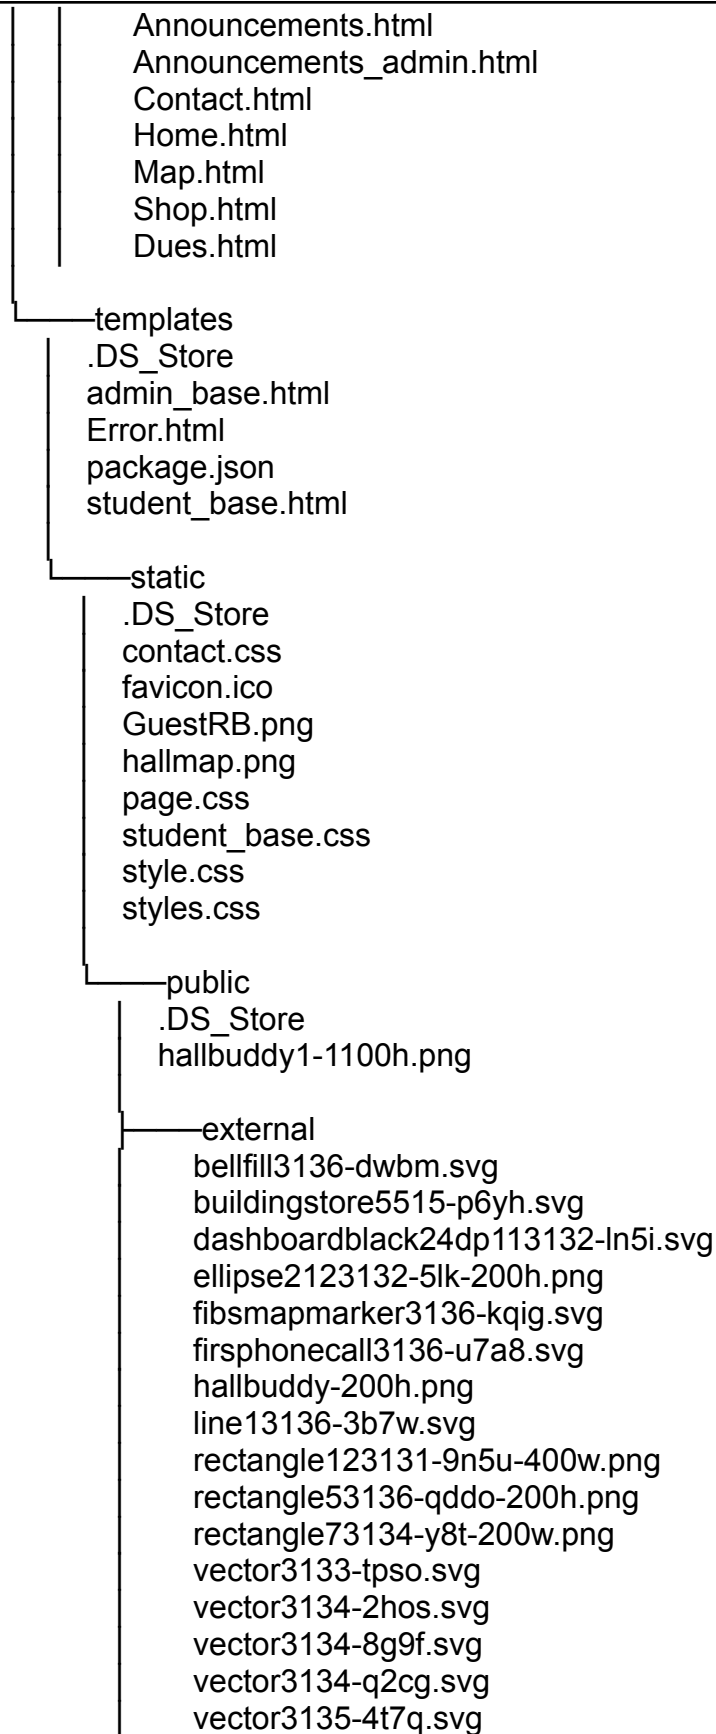 Announcements.html
Announcements_admin.html
Contact.html
Home.html
Map.html
Shop.html
Dues.html
templates
.DS_Store
admin_base.html
Error.html
package.json
student_base.html
static
.DS_Store
contact.css
favicon.ico
GuestRB.png
hallmap.png
page.css
student_base.css
style.css
styles.css
public
.DS_Store
hallbuddy1-1100h.png
external
bellfill3136-dwbm.svg
buildingstore5515-p6yh.svg
dashboardblack24dp113132-ln5i.svg
ellipse2123132-5lk-200h.png
fibsmapmarker3136-kqig.svg
firsphonecall3136-u7a8.svg
hallbuddy-200h.png
line13136-3b7w.svg
rectangle123131-9n5u-400w.png
rectangle53136-qddo-200h.png
rectangle73134-y8t-200w.png
vector3133-tpso.svg
vector3134-2hos.svg
vector3134-8g9f.svg
vector3134-q2cg.svg
vector3135-4t7q.svg